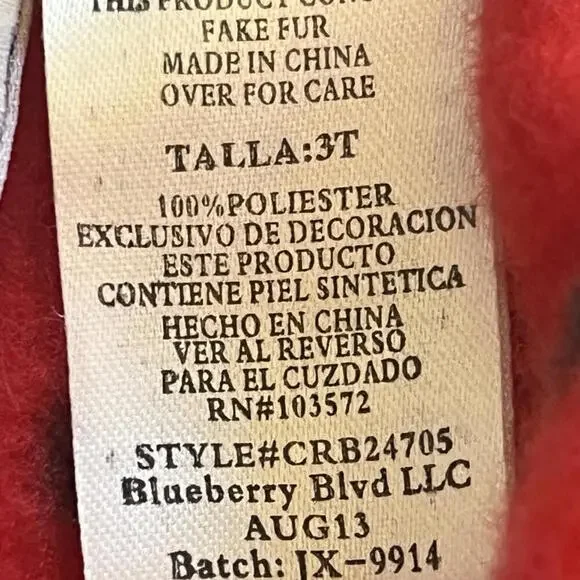 THIS PRODUCT
FAKE FUR
MADE IN CHINA
OVER FOR CARE
TALLA:3T
100%POLIESTER
EXCLUSIVO DE DECORACION
ESTE PRODUCTO
CONTIENE PIEL SINTETICA
HECHO EN CHINA
VER AL REVERSO
PARA EL CUZDADO
RN#103572
STYLE#CRB24705
Blueberry Blvd LLC
AUG13
Batch: JX-9914